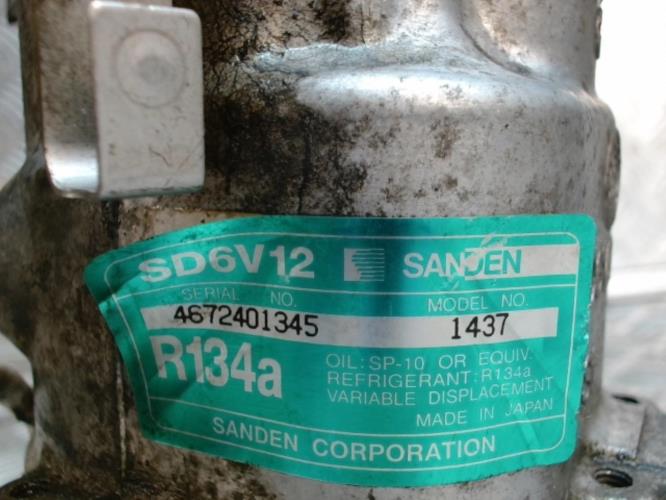 SD6V12 SANDEN
SERIAL NO. MODEL NO.
4672401345 1437
R134a
OIL: SP-10 OR EQUIV.
REFRIGERANT: R134a
VARIABLE DISPLACEMENT
MADE IN JAPAN
SANDEN CORPORATION